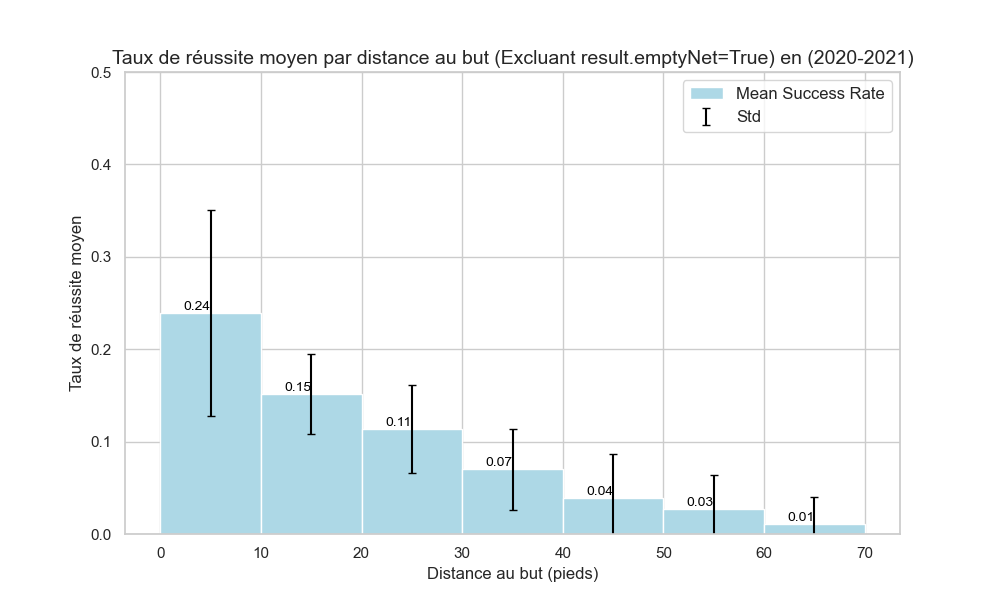 Taux de réussite moyen par distance au but (Excluant result.emptyNet=True) en (2020-2021)
Mean Success Rate
Std
Taux de réussite moyen
0.5
0.4
0.3
0.2
0.1
0.0
0.24
0.15
0.11
0.07
0.04
0.03
0.01
0 10 20 30 40 50 60 70
Distance au but (pieds)